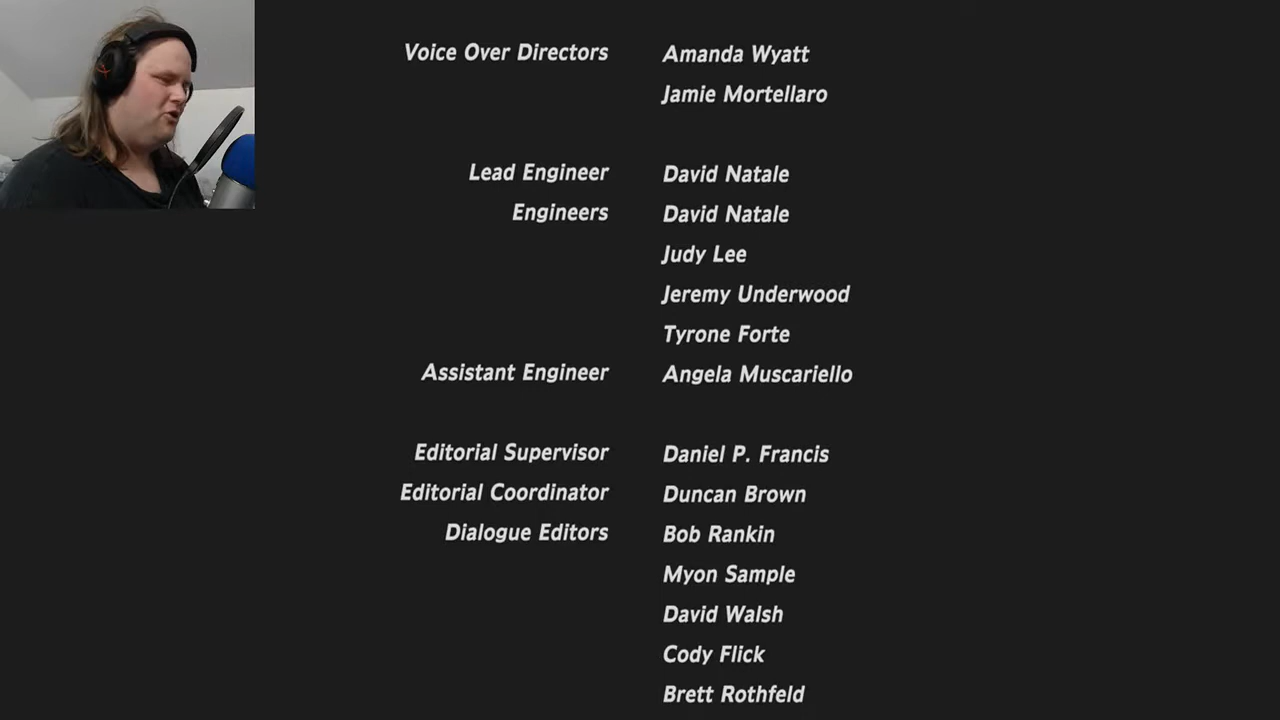 Voice Over Directors Amanda Wyatt
Jamie Mortellaro
Lead Engineer David Natale
Engineers David Natale
Judy Lee
Jeremy Underwood
Tyrone Forte
Assistant Engineer Angela Muscariello
Editorial Supervisor Daniel P. Francis
Editorial Coordinator Duncan Brown
Dialogue Editors Bob Rankin
Myon Sample
David Walsh
Cody Flick
Brett Rothfeld